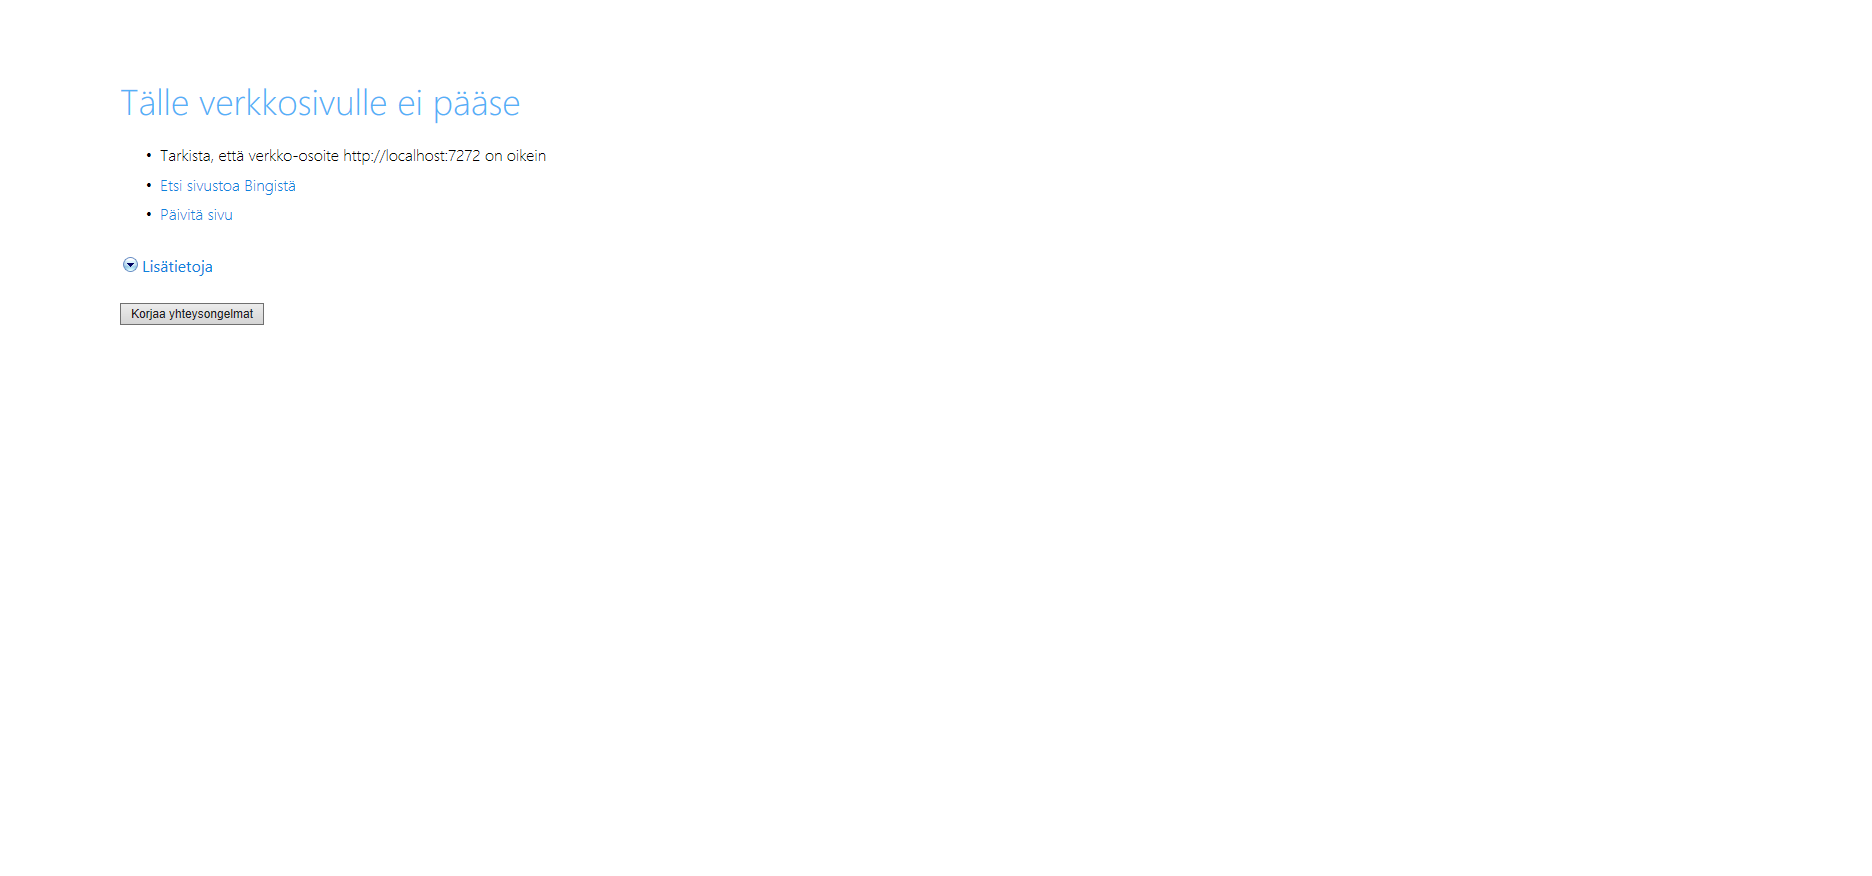 Tälle verkkosivulle ei pääse
• Tarkista, että verkko-osoite http://localhost:7272 on oikein
• Etsi sivustoa Bingistä
• Päivitä sivu
Lisätietoja
Korjaa yhteysongelmat